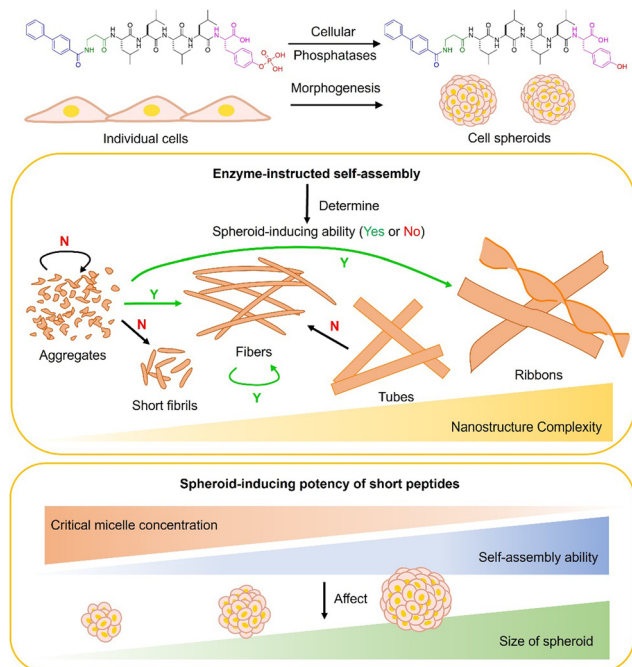 Cellular
Phosphatases
Morphogenesis
Individual cells
Cell spheroids
Enzyme-instructed self-assembly
Determine
Spheroid-inducing ability (Yes or No)
N
Y
Y
N
N
Aggregates
Fibers
Short fibrils
Y
Tubes
Ribbons
Nanostructure Complexity
Spheroid-inducing potency of short peptides
Critical micelle concentration
Self-assembly ability
Affect
Size of spheroid